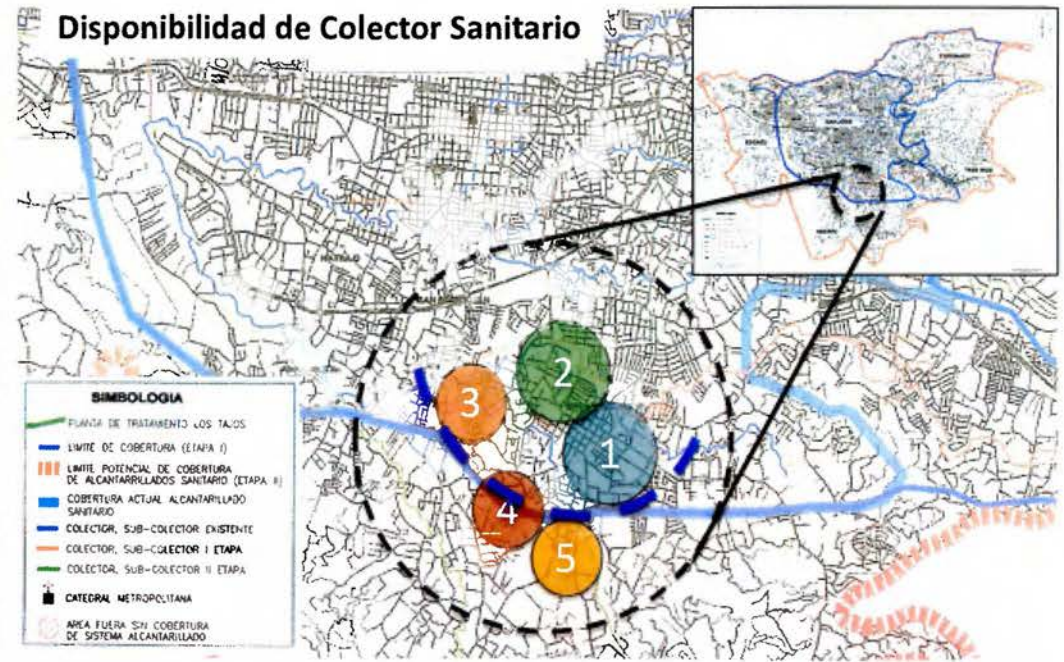 Disponibilidad de Colector Sanitario
2
3
1
4
5
SIMBOLOGIA
PLANTA DE TRATAMIENTO LOS TAJOS
LIMITE DE COBERTURA (ETAPA I)
LIMITE POTENCIAL DE COBERTURA
DE ALCANTARRILLADOS SANITARIO (ETAPA II)
COBERTURA ACTUAL ALCANTARILLADO
SANITARIO
COLECTOR, SUB-COLECTOR EXISTENTE
COLECTOR, SUB-COLECTOR I ETAPA
COLECTOR, SUB-COLECTOR II ETAPA
CATEDRAL METROPOLITANA
AREA FUERA SIN COBERTURA
DE SISTEMA ALCANTARILLADO